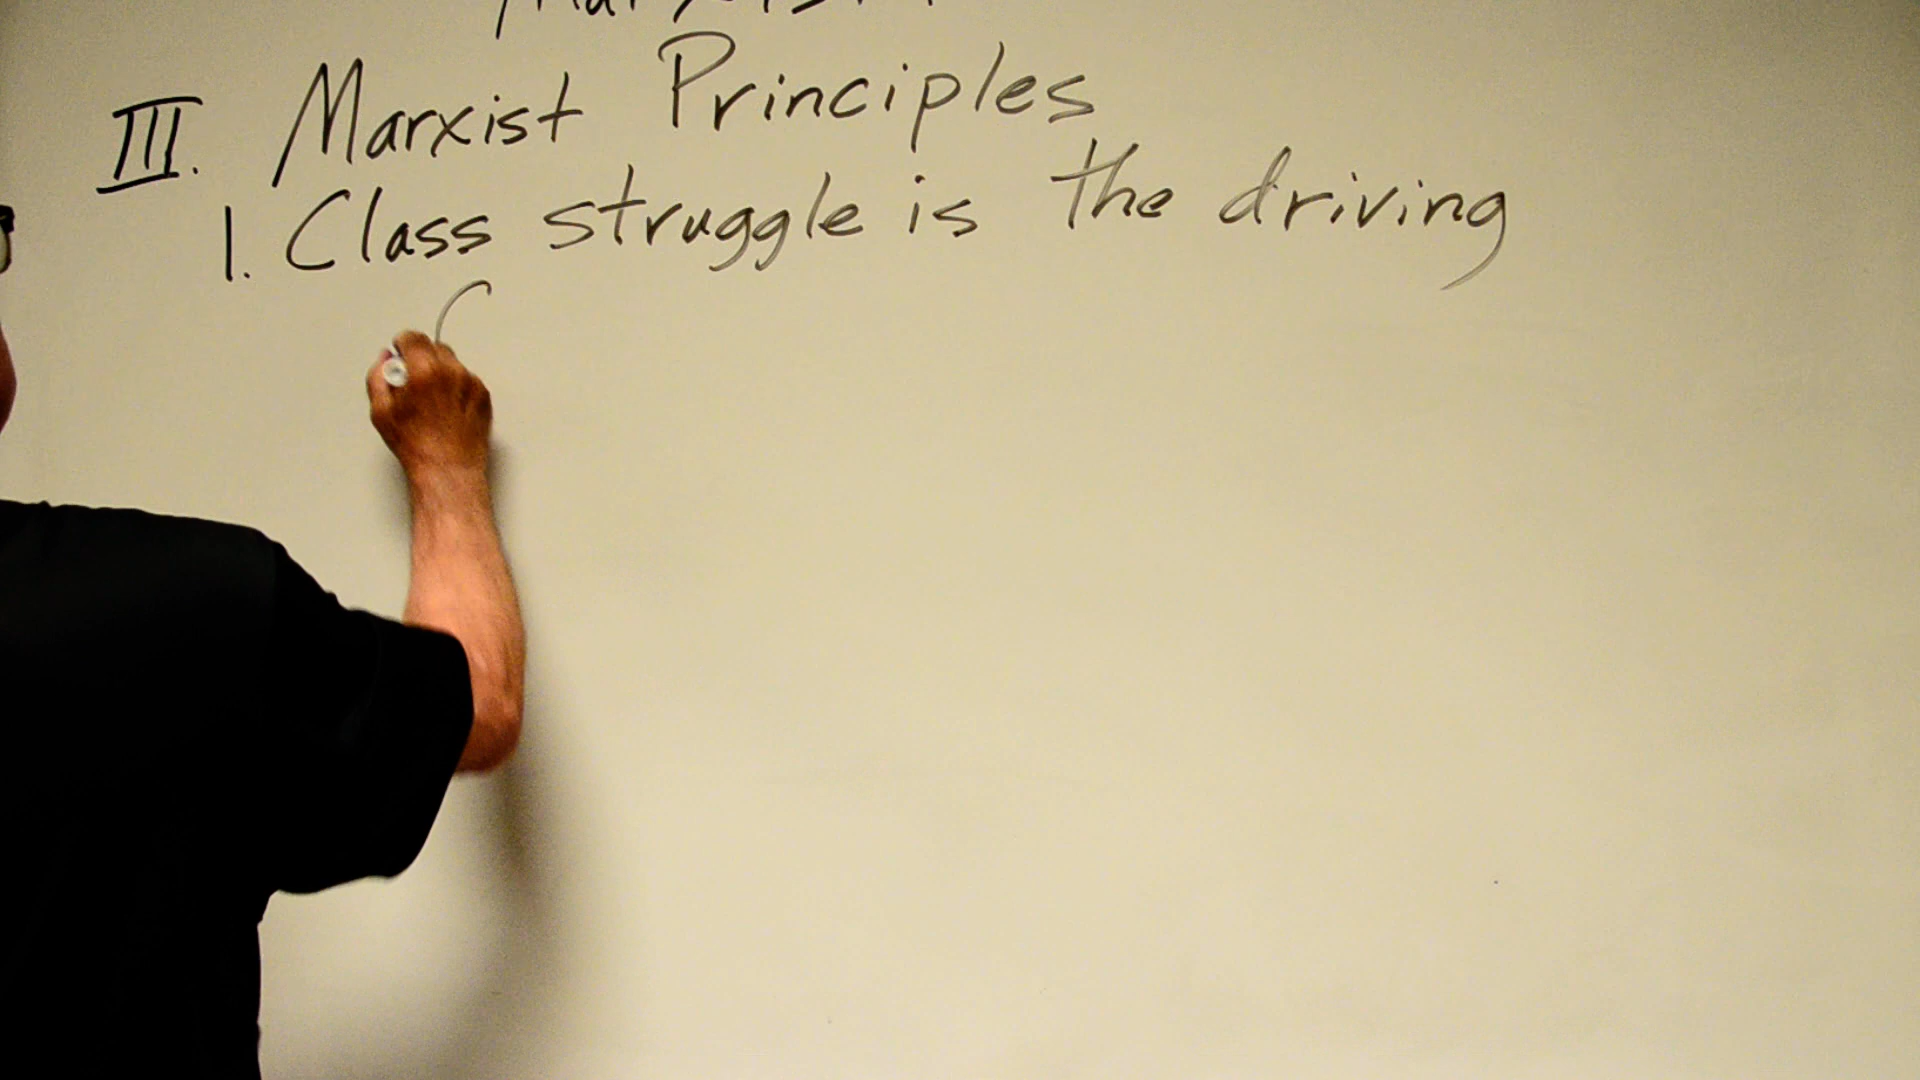 III. Marxist Principles
1. Class struggle is the driving